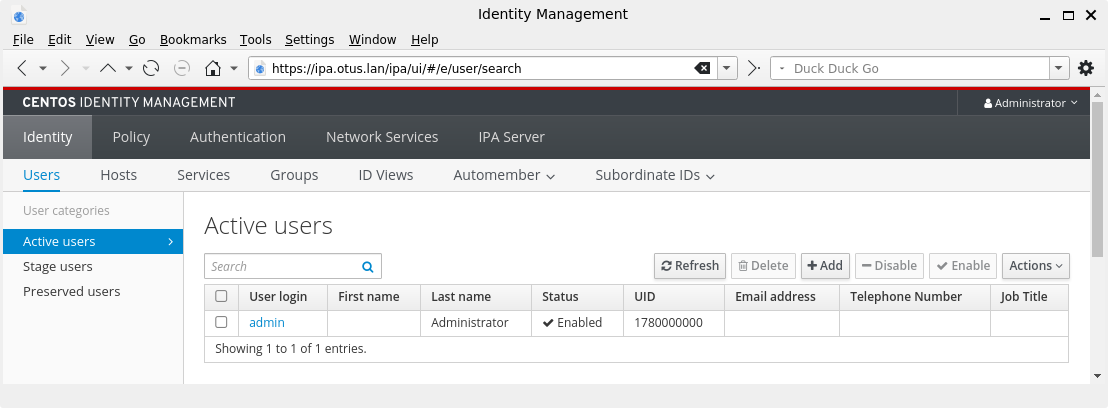 Identity Management
File Edit View Go Bookmarks Tools Settings Window Help
https://ipa.otus.lan/ipa/ui/#/e/user/search Duck Duck Go
CENTOS IDENTITY MANAGEMENT Administrator
Identity Policy Authentication Network Services IPA Server
Users Hosts Services Groups ID Views Automember Subordinate IDs
User categories
Active users
Stage users
Preserved users
Active users
Search Refresh Delete Add Disable Enable Actions
User login First name Last name Status UID Email address Telephone Number Job Title
admin Administrator Enabled 1780000000
Showing 1 to 1 of 1 entries.